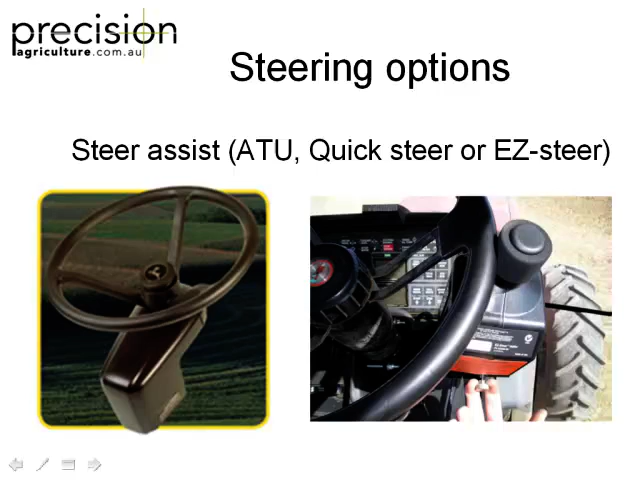 precision
agriculture.com.au
Steering options
Steer assist (ATU, Quick steer or EZ-steer)